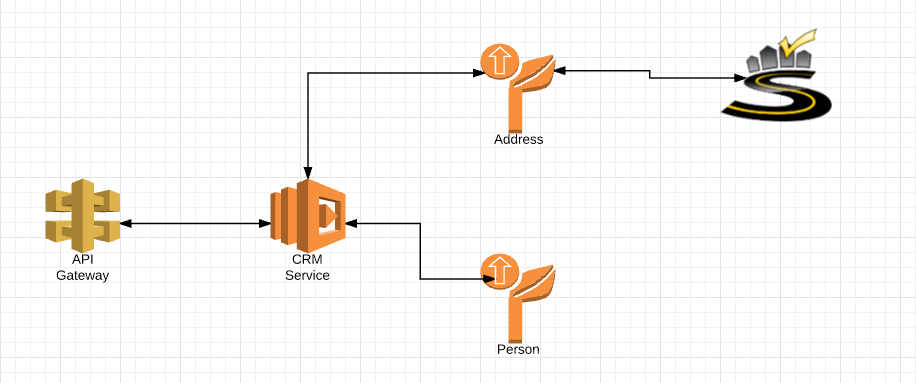 Address
API
Gateway
CRM
Service
Person